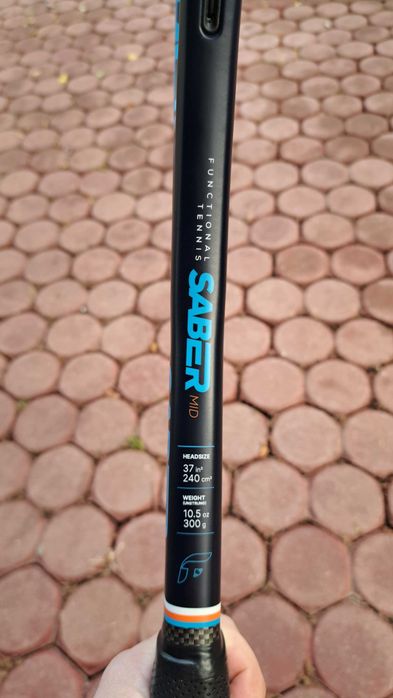 FUNCTIONAL
TENNIS
SABER MID
HEADSIZE
37 in²
240 cm²
WEIGHT
(UNSTRUNG)
10.5 oz
300 g